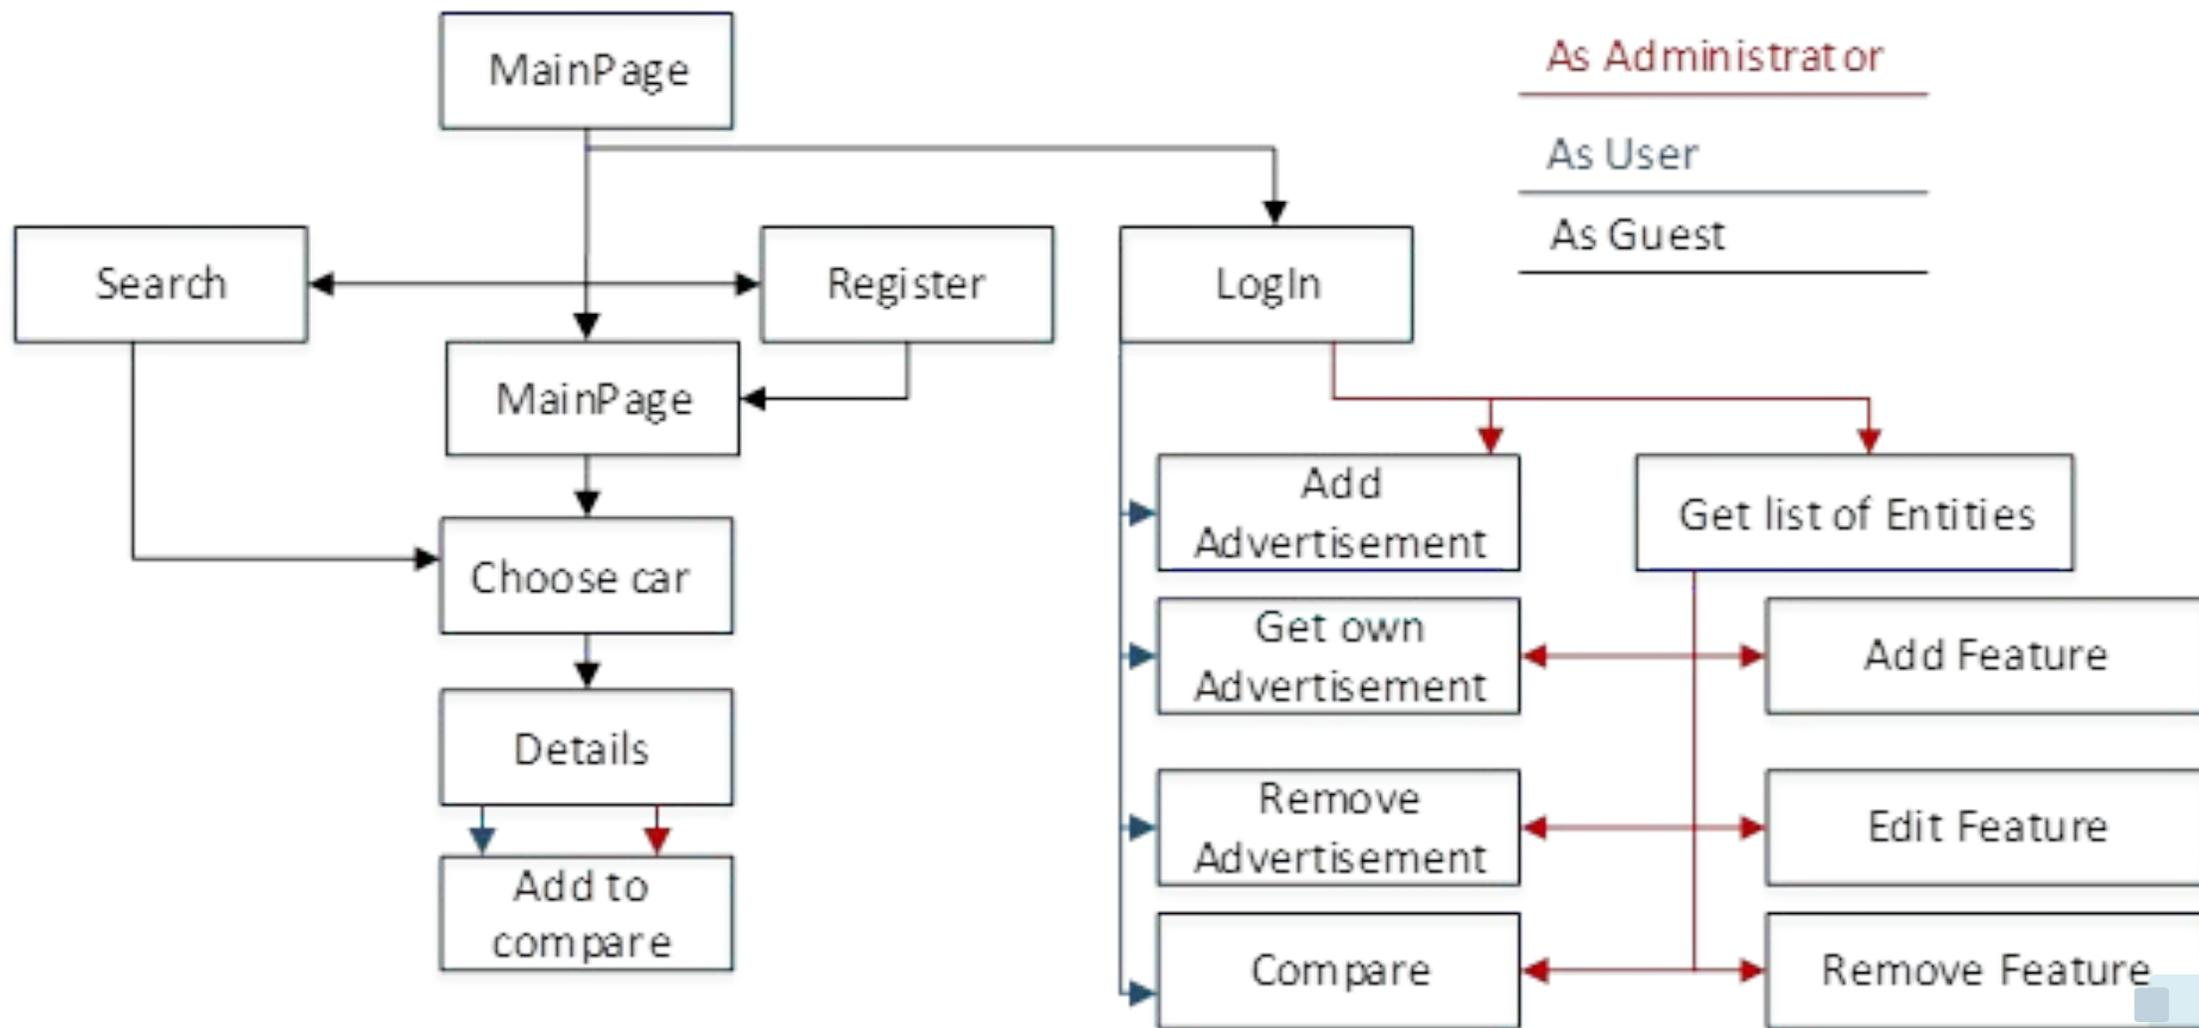 MainPage
As Administrator
As User
As Guest
Search
Register
LogIn
MainPage
Choose car
Details
Add to
compare
Add
Advertisement
Get list of Entities
Get own
Advertisement
Add Feature
Remove
Advertisement
Edit Feature
Compare
Remove Feature